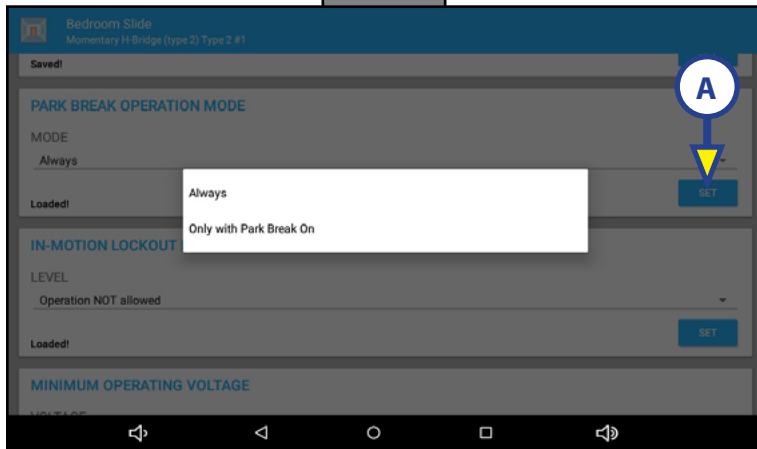 Bedroom Slide
Momentary H-Bridge (type 2) Type 2 #1
Saved!
A
PARK BREAK OPERATION MODE
MODE
Always
SET
Loaded!
Always
Only with Park Break On
IN-MOTION LOCKOUT
LEVEL
Operation NOT allowed
SET
Loaded!
MINIMUM OPERATING VOLTAGE
VOLTAGE